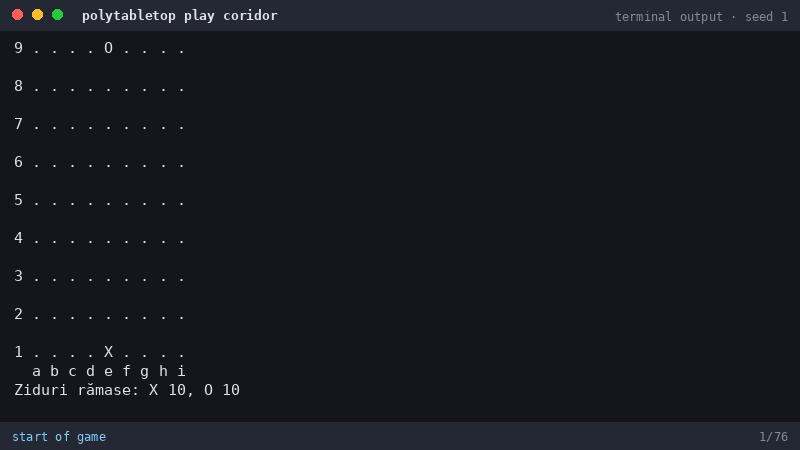 polytabletop play coridor
terminal output · seed 1
9 . . . . O . . . .
8 . . . . . . . . .
7 . . . . . . . . .
6 . . . . . . . . .
5 . . . . . . . . .
4 . . . . . . . . .
3 . . . . . . . . .
2 . . . . . . . . .
1 . . . . X . . . .
a b c d e f g h i
Ziduri rămase: X 10, O 10
start of game
1/76